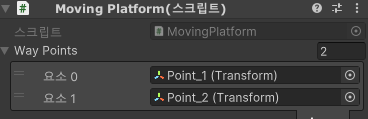 Moving Platform(스크립트)
스크립트 MovingPlatform
Way Points 2
요소 0 Point_1 (Transform)
요소 1 Point_2 (Transform)